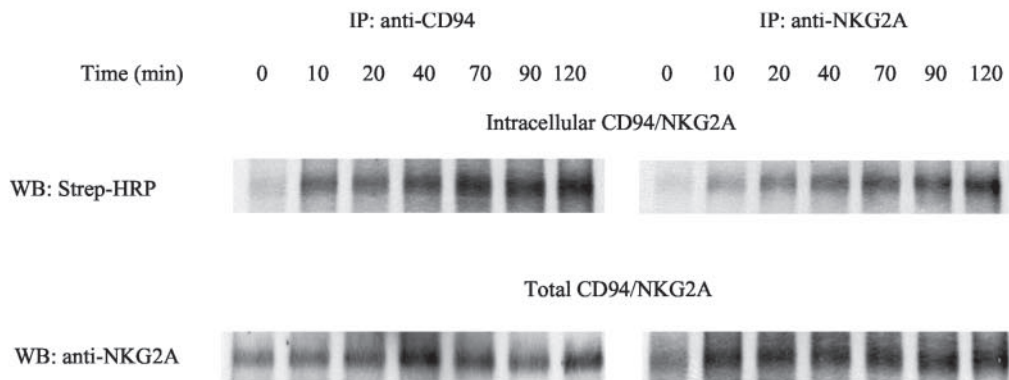 IP: anti-CD94 IP: anti-NKG2A
Time (min) 0 10 20 40 70 90 120 0 10 20 40 70 90 120
Intracellular CD94/NKG2A
WB: Strep-HRP
Total CD94/NKG2A
WB: anti-NKG2A